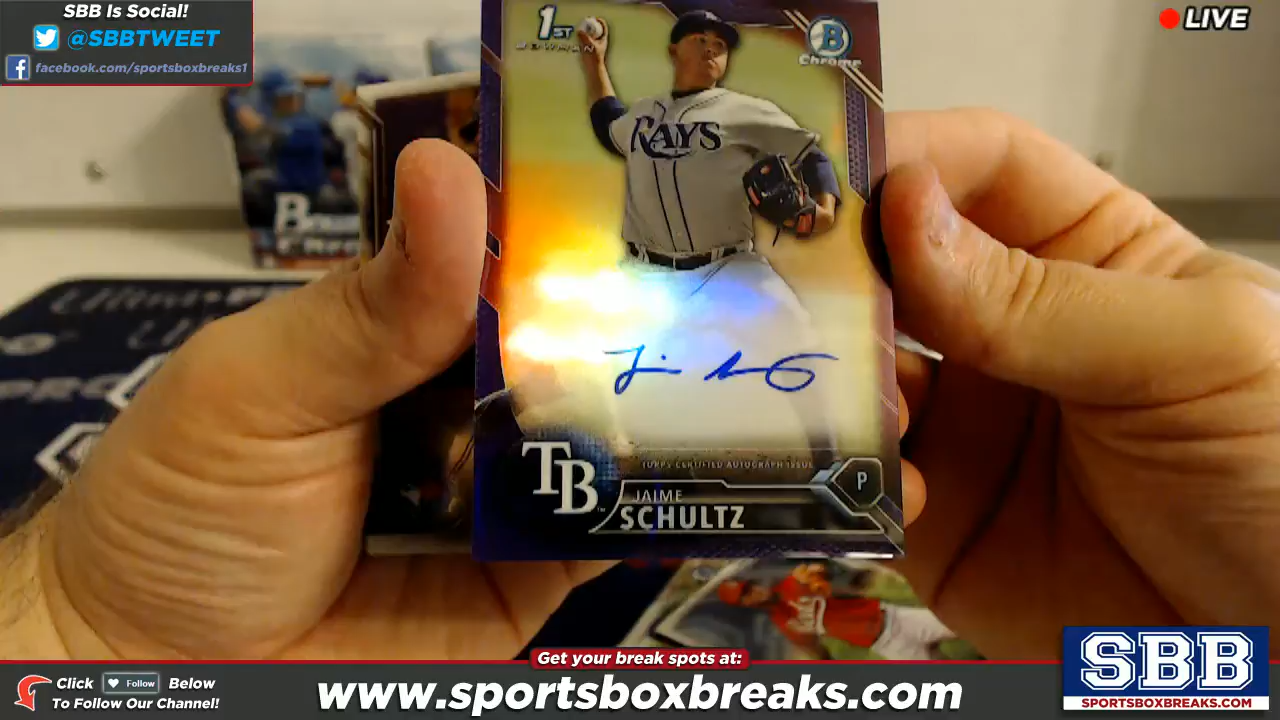 SBB Is Social!
@SBBTWEET
facebook.com/sportsboxbreaks1
LIVE
1ST
BOWMAN
B
Chrome
RAYS
TB
TOPPS CERTIFIED AUTOGRAPH ISSUE
P
JAIME
SCHULTZ
Get your break spots at:
Click Follow Below
To Follow Our Channel!
www.sportsboxbreaks.com
SBB
SPORTSBOXBREAKS.COM